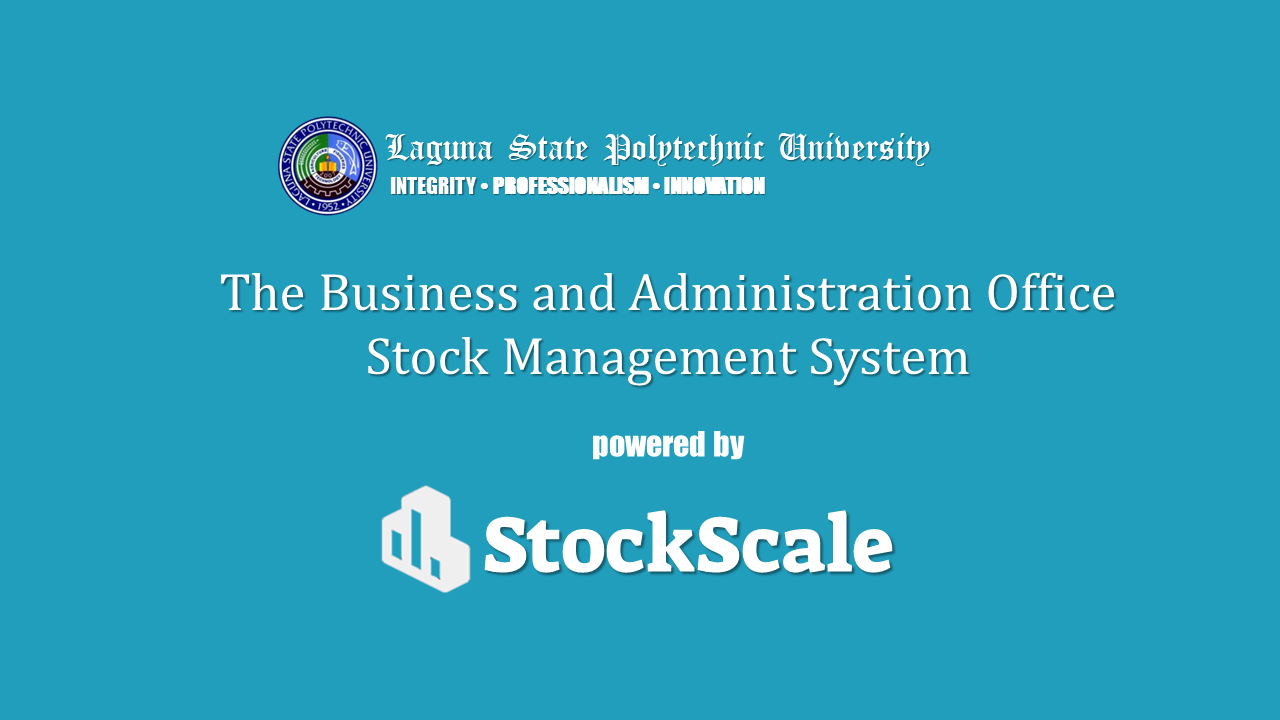 LAGUNA STATE POLYTECHNIC UNIVERSITY
• 1952 •
Laguna State Polytechnic University
INTEGRITY • PROFESSIONALISM • INNOVATION
The Business and Administration Office
Stock Management System
powered by
StockScale